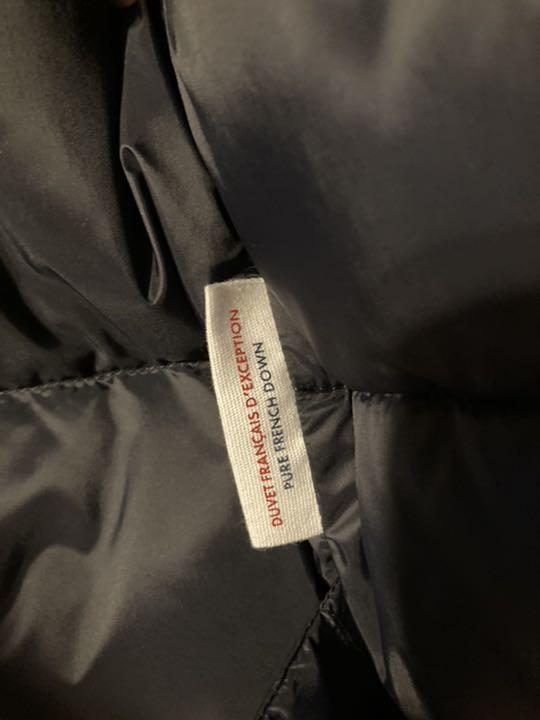 DUVET FRANÇAIS D'EXCEPTION
PURE FRENCH DOWN